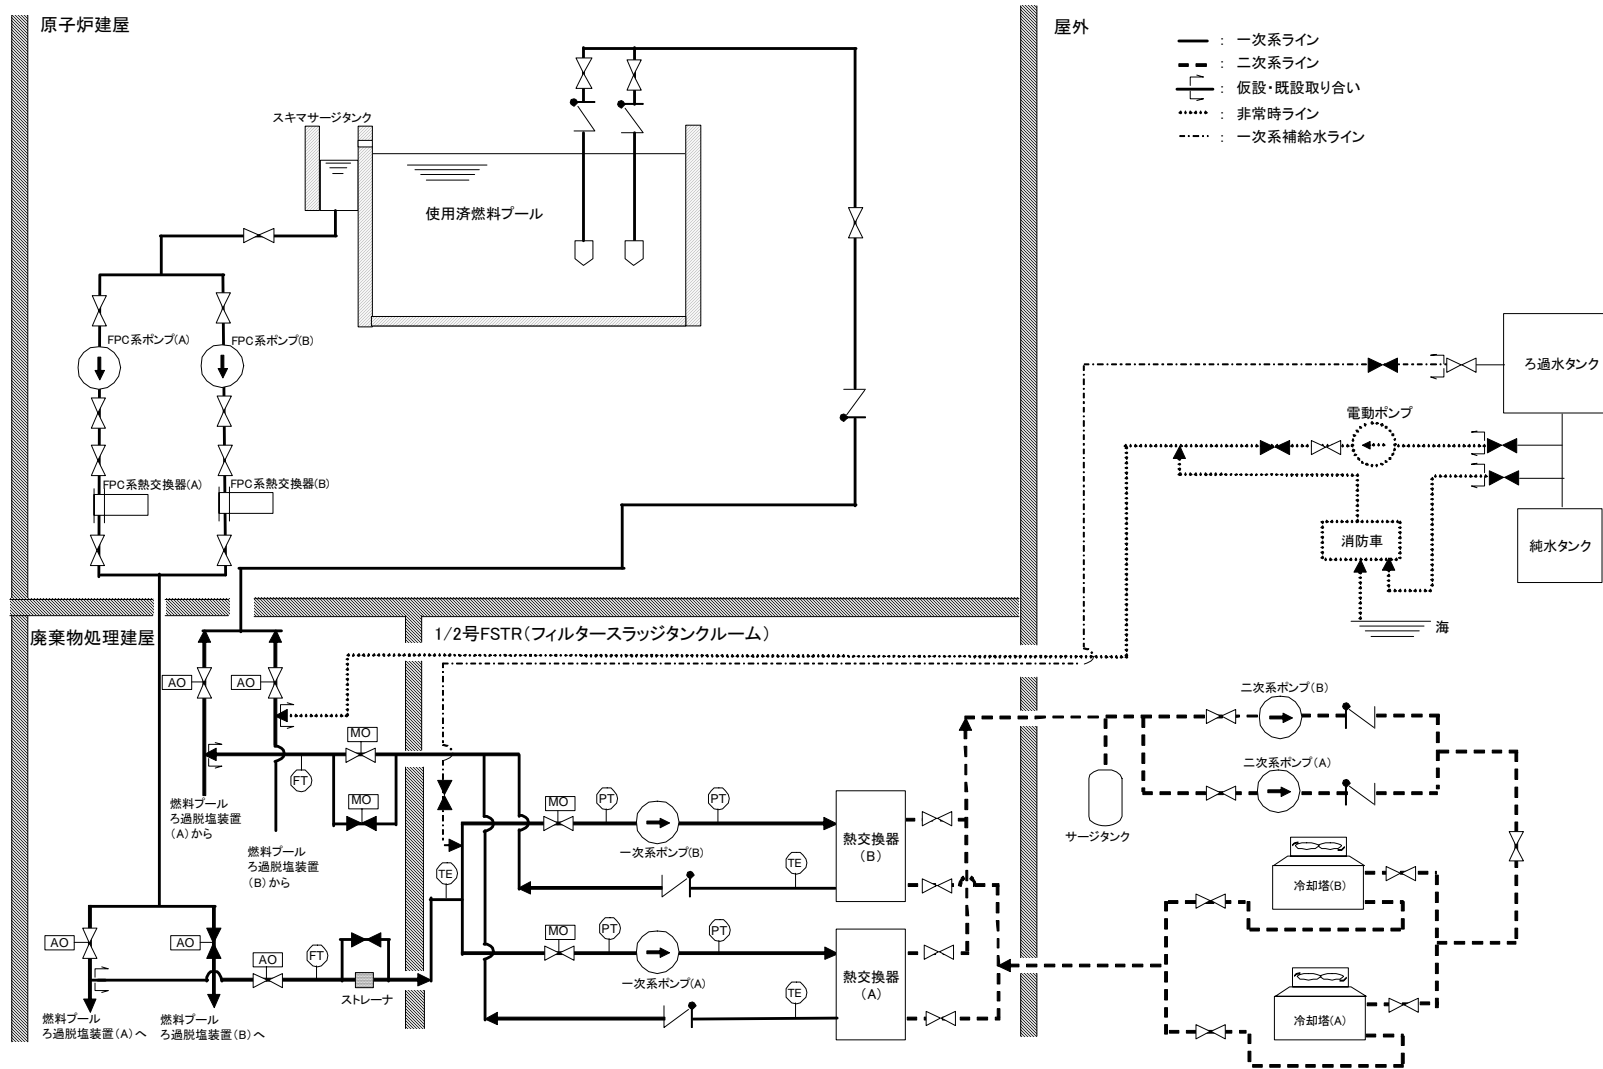 原子炉建屋
屋外
: 一次系ライン
: 二次系ライン
: 仮設・既設取り合い
: 非常時ライン
: 一次系補給水ライン
スキマサージタンク
使用済燃料プール
FPC系ポンプ(A)
FPC系ポンプ(B)
ろ過水タンク
電動ポンプ
FPC系熱交換器(A)
FPC系熱交換器(B)
消防車
純水タンク
海
廃棄物処理建屋
1/2号FSTR(フィルタースラッジタンクルーム)
AO
AO
二次系ポンプ(B)
MO
FT
二次系ポンプ(A)
MO
燃料プール
ろ過脱塩装置
(A)から
燃料プール
ろ過脱塩装置
(B)から
MO
PT
PT
一次系ポンプ(B)
熱交換器
(B)
サージタンク
TE
TE
冷却塔(B)
AO
AO
AO
FT
ストレーナ
MO
PT
PT
一次系ポンプ(A)
熱交換器
(A)
TE
冷却塔(A)
燃料プール
ろ過脱塩装置(A)へ
燃料プール
ろ過脱塩装置(B)へ